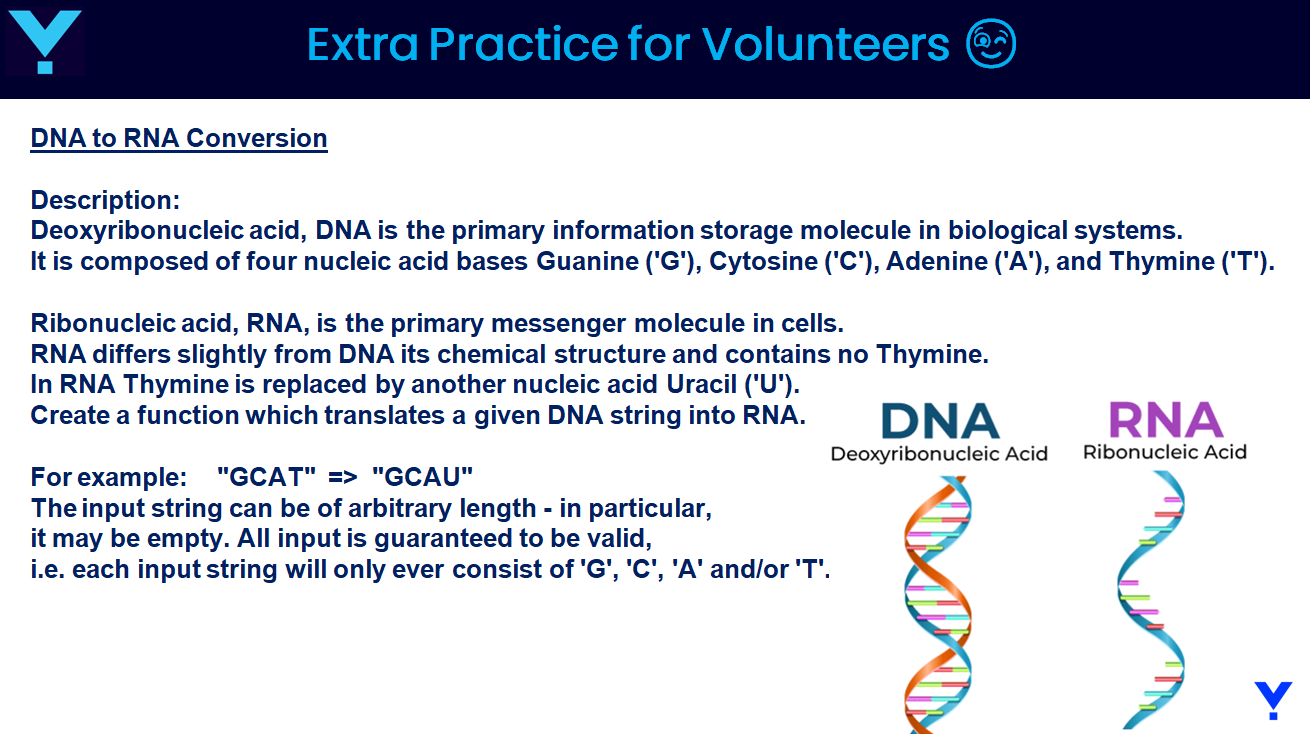 Extra Practice for Volunteers
DNA to RNA Conversion
Description:
Deoxyribonucleic acid, DNA is the primary information storage molecule in biological systems.
It is composed of four nucleic acid bases Guanine ('G'), Cytosine ('C'), Adenine ('A'), and Thymine ('T').
Ribonucleic acid, RNA, is the primary messenger molecule in cells.
RNA differs slightly from DNA its chemical structure and contains no Thymine.
In RNA Thymine is replaced by another nucleic acid Uracil ('U').
Create a function which translates a given DNA string into RNA.
For example: "GCAT" => "GCAU"
The input string can be of arbitrary length - in particular,
it may be empty. All input is guaranteed to be valid,
i.e. each input string will only ever consist of 'G', 'C', 'A' and/or 'T'.
DNA
Deoxyribonucleic Acid
RNA
Ribonucleic Acid